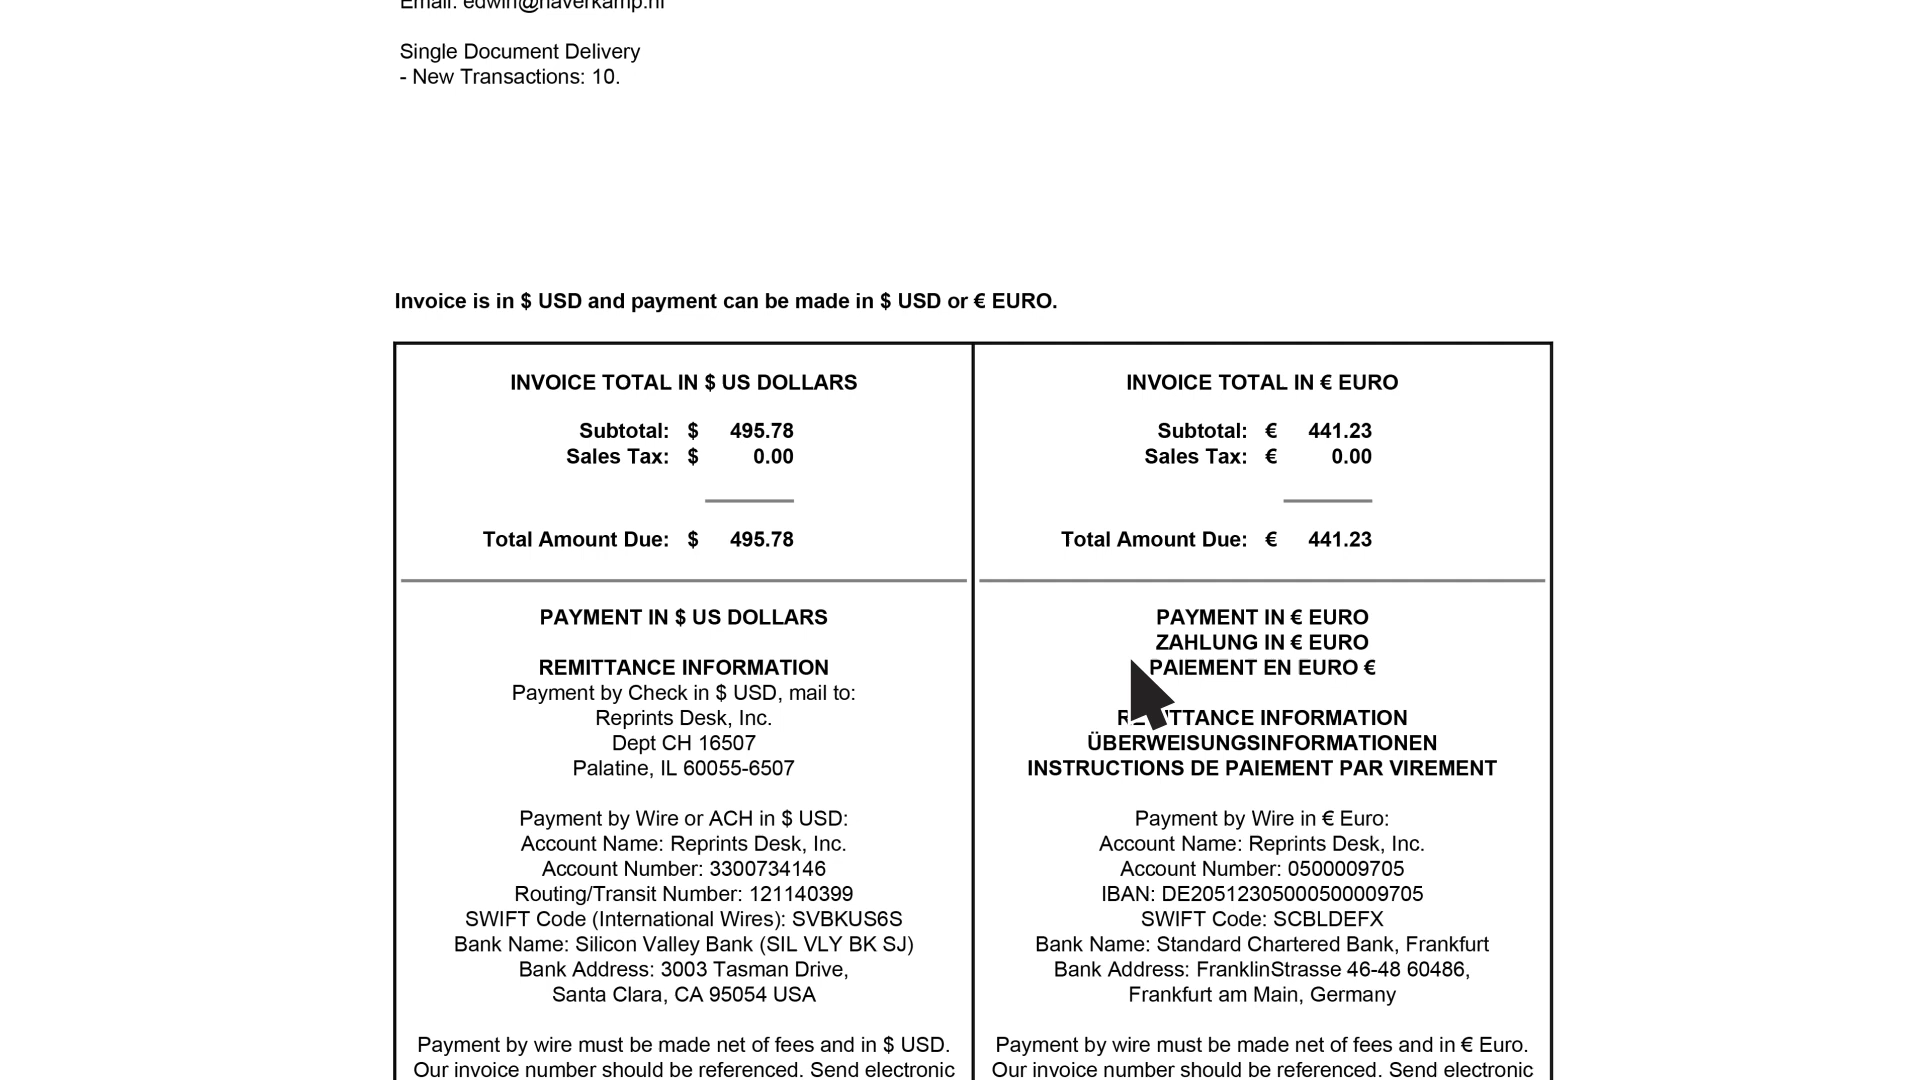 Email: edwin@haverkamp.nl
Single Document Delivery
- New Transactions: 10.
Invoice is in $ USD and payment can be made in $ USD or € EURO.
INVOICE TOTAL IN $ US DOLLARS
Subtotal: $ 495.78
Sales Tax: $ 0.00
Total Amount Due: $ 495.78
PAYMENT IN $ US DOLLARS
REMITTANCE INFORMATION
Payment by Check in $ USD, mail to:
Reprints Desk, Inc.
Dept CH 16507
Palatine, IL 60055-6507
Payment by Wire or ACH in $ USD:
Account Name: Reprints Desk, Inc.
Account Number: 3300734146
Routing/Transit Number: 121140399
SWIFT Code (International Wires): SVBKUS6S
Bank Name: Silicon Valley Bank (SIL VLY BK SJ)
Bank Address: 3003 Tasman Drive,
Santa Clara, CA 95054 USA
Payment by wire must be made net of fees and in $ USD.
Our invoice number should be referenced. Send electronic
INVOICE TOTAL IN € EURO
Subtotal: € 441.23
Sales Tax: € 0.00
Total Amount Due: € 441.23
PAYMENT IN € EURO
ZAHLUNG IN € EURO
PAIEMENT EN EURO €
REMITTANCE INFORMATION
ÜBERWEISUNGSINFORMATIONEN
INSTRUCTIONS DE PAIEMENT PAR VIREMENT
Payment by Wire in € Euro:
Account Name: Reprints Desk, Inc.
Account Number: 0500009705
IBAN: DE20512305000500009705
SWIFT Code: SCBLDEFX
Bank Name: Standard Chartered Bank, Frankfurt
Bank Address: FranklinStrasse 46-48 60486,
Frankfurt am Main, Germany
Payment by wire must be made net of fees and in € Euro.
Our invoice number should be referenced. Send electronic